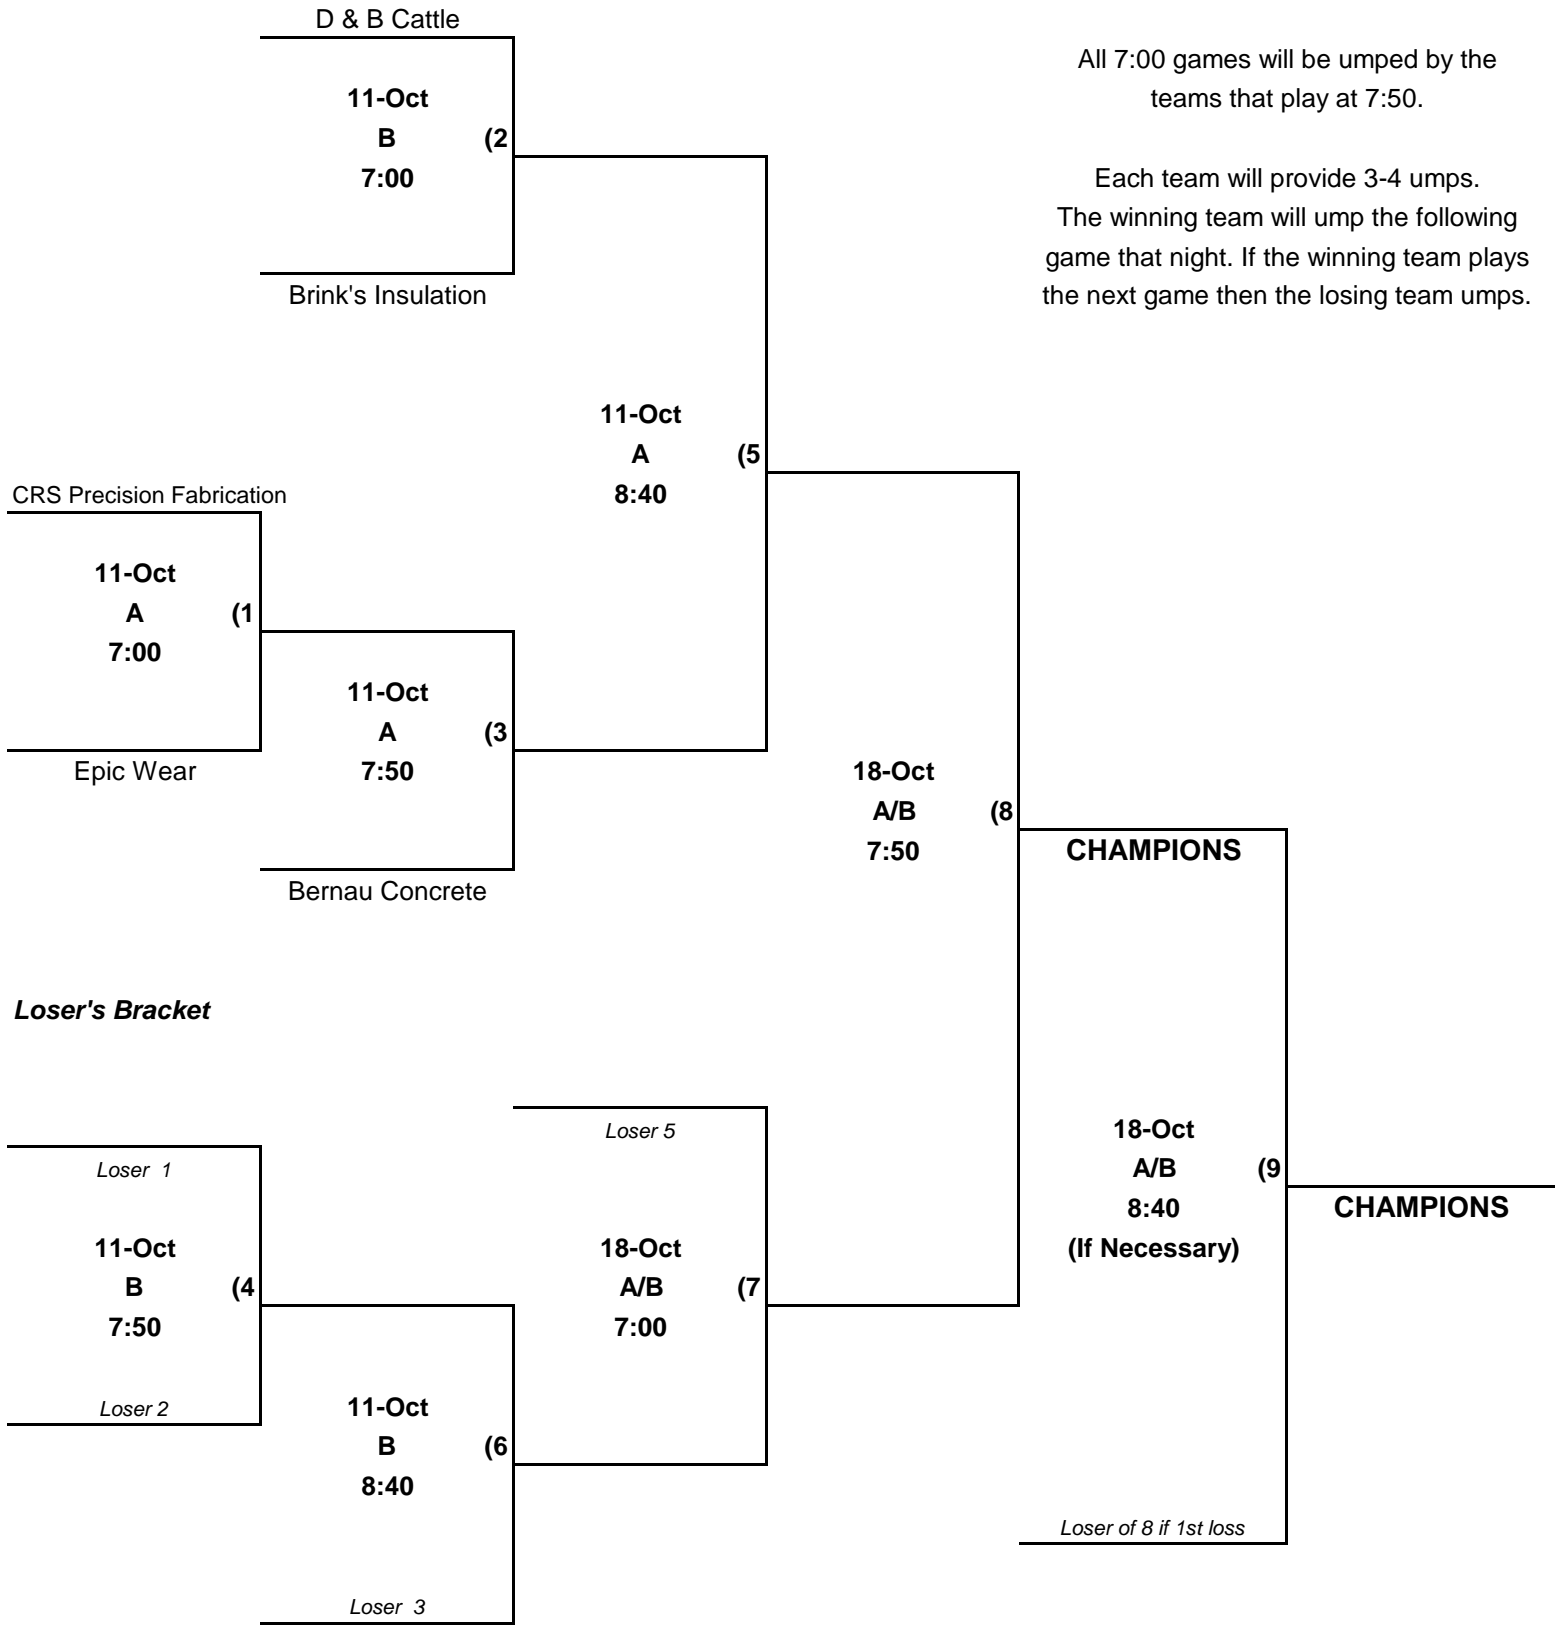 D & B Cattle
All 7:00 games will be umped by the
teams that play at 7:50.
11-Oct
B (2
7:00
Each team will provide 3-4 umps.
The winning team will ump the following
game that night. If the winning team plays
the next game then the losing team umps.
Brink's Insulation
11-Oct
A (5
8:40
CRS Precision Fabrication
11-Oct
A (1
7:00
Epic Wear
11-Oct
A (3
7:50
Bernau Concrete
18-Oct
A/B (8
7:50
CHAMPIONS
Loser's Bracket
Loser 1
11-Oct
B (4
7:50
Loser 2
Loser 5
18-Oct
A/B (7
7:00
11-Oct
B (6
8:40
Loser 3
18-Oct
A/B (9
8:40
(If Necessary)
CHAMPIONS
Loser of 8 if 1st loss